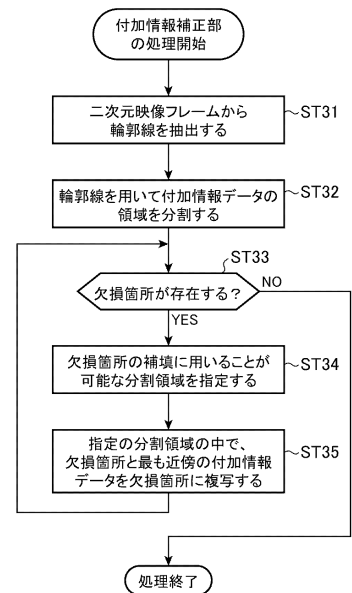 付加情報補正部
の処理開始
二次元映像フレームから
輪郭線を抽出する
ST31
輪郭線を用いて付加情報データの
領域を分割する
ST32
ST33
欠損箇所が存在する?
NO
YES
欠損箇所の補填に用いることが
可能な分割領域を指定する
ST34
指定の分割領域の中で、
欠損箇所と最も近傍の付加情報
データを欠損箇所に複写する
ST35
処理終了